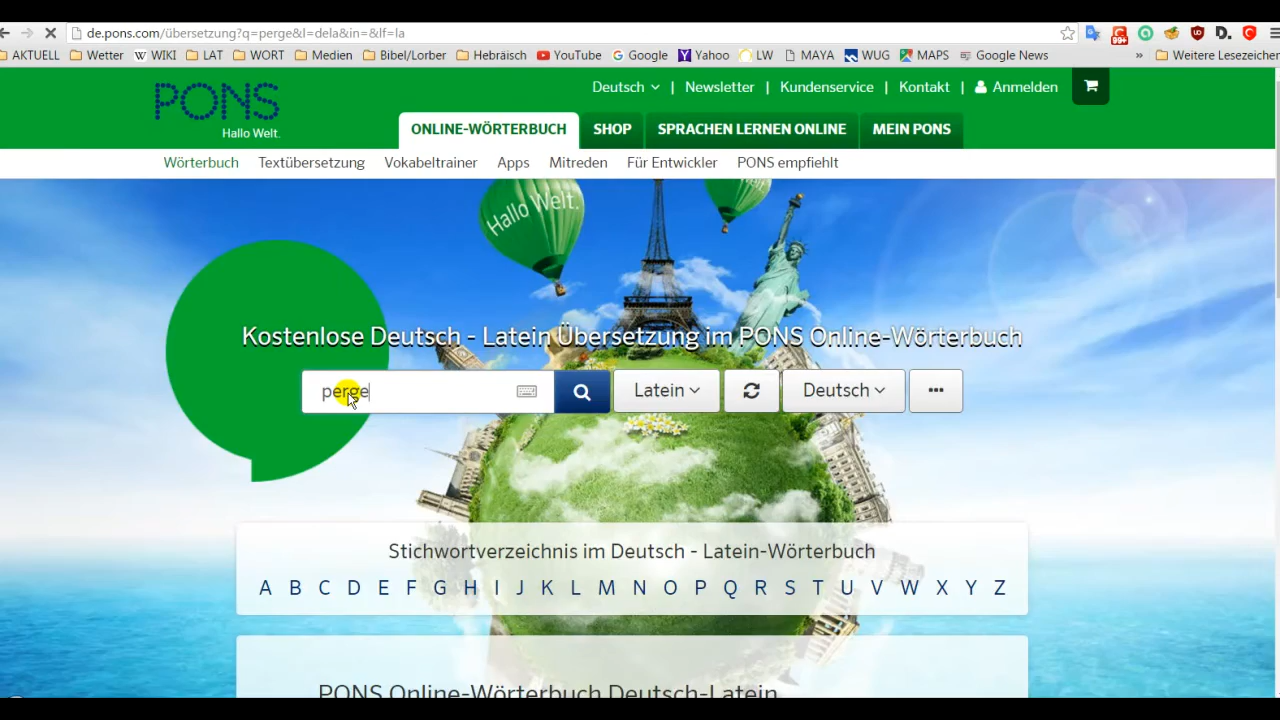 de.pons.com/übersetzung?q=perge&l=dela&in=&lf=la
99+
AKTUELL Wetter WIKI LAT WORT Medien Bibel/Lorber Hebräisch YouTube Google Yahoo LW MAYA WUG MAPS Google News » Weitere Lesezeichen
PONS
Hallo Welt.
Deutsch | Newsletter | Kundenservice | Kontakt | Anmelden
ONLINE-WÖRTERBUCH SHOP SPRACHEN LERNEN ONLINE MEIN PONS
Wörterbuch Textübersetzung Vokabeltrainer Apps Mitreden Für Entwickler PONS empfiehlt
Hallo Welt.
Kostenlose Deutsch - Latein Übersetzung im PONS Online-Wörterbuch
perge Latein Deutsch ...
Stichwortverzeichnis im Deutsch - Latein-Wörterbuch
A B C D E F G H I J K L M N O P Q R S T U V W X Y Z
PONS Online-Wörterbuch Deutsch-Latein